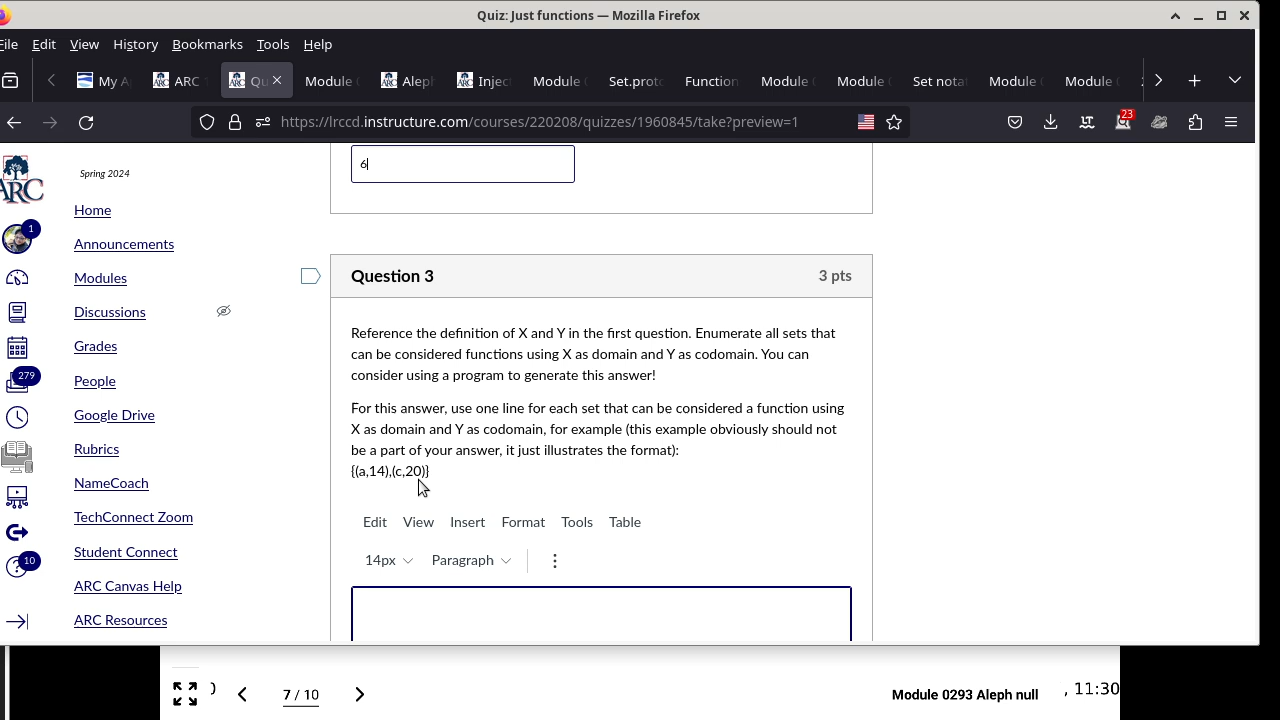 Quiz: Just functions — Mozilla Firefox
File Edit View History Bookmarks Tools Help
My A ARC Qu Module Aleph Inject Module Set.proto Function Module Module Set nota Module Module
https://lrccd.instructure.com/courses/220208/quizzes/1960845/take?preview=1
23
ARC
Spring 2024
6
Home
1
Announcements
Modules
Question 3
3 pts
Discussions
Grades
Reference the definition of X and Y in the first question. Enumerate all sets that
can be considered functions using X as domain and Y as codomain. You can
consider using a program to generate this answer!
279
People
Google Drive
For this answer, use one line for each set that can be considered a function using
X as domain and Y as codomain, for example (this example obviously should not
be a part of your answer, it just illustrates the format):
{(a,14),(c,20)}
Rubrics
NameCoach
TechConnect Zoom
Edit View Insert Format Tools Table
Student Connect
10
14px Paragraph
ARC Canvas Help
ARC Resources
7 / 10
Module 0293 Aleph null
, 11:30